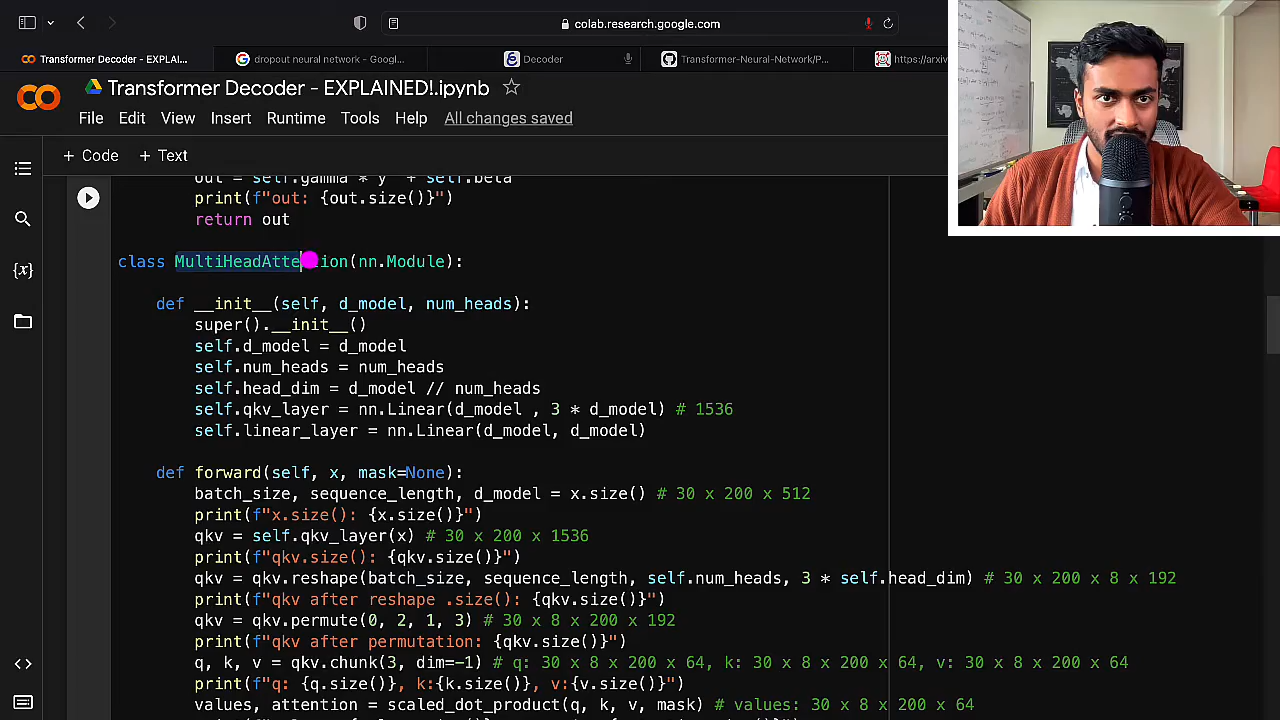 colab.research.google.com
Transformer Decoder - EXPLAI...
dropout neural network - Google...
Decoder
Transformer-Neural-Network/P...
https://arxiv
Transformer Decoder - EXPLAINED!.ipynb
File Edit View Insert Runtime Tools Help All changes saved
+ Code + Text
out = self.gamma * y + self.beta
print(f"out: {out.size()}")
return out
class MultiHeadAttention(nn.Module):
def __init__(self, d_model, num_heads):
super().__init__()
self.d_model = d_model
self.num_heads = num_heads
self.head_dim = d_model // num_heads
self.qkv_layer = nn.Linear(d_model , 3 * d_model) # 1536
self.linear_layer = nn.Linear(d_model, d_model)
def forward(self, x, mask=None):
batch_size, sequence_length, d_model = x.size() # 30 x 200 x 512
print(f"x.size(): {x.size()}")
qkv = self.qkv_layer(x) # 30 x 200 x 1536
print(f"qkv.size(): {qkv.size()}")
qkv = qkv.reshape(batch_size, sequence_length, self.num_heads, 3 * self.head_dim) # 30 x 200 x 8 x 192
print(f"qkv after reshape .size(): {qkv.size()}")
qkv = qkv.permute(0, 2, 1, 3) # 30 x 8 x 200 x 192
print(f"qkv after permutation: {qkv.size()}")
q, k, v = qkv.chunk(3, dim=-1) # q: 30 x 8 x 200 x 64, k: 30 x 8 x 200 x 64, v: 30 x 8 x 200 x 64
print(f"q: {q.size()}, k:{k.size()}, v:{v.size()}")
values, attention = scaled_dot_product(q, k, v, mask) # values: 30 x 8 x 200 x 64